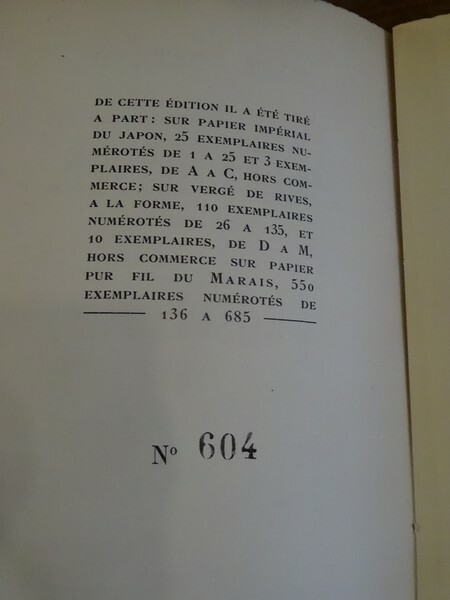 DE CETTE ÉDITION IL A ÉTÉ TIRÉ
A PART : SUR PAPIER IMPÉRIAL
DU JAPON, 25 EXEMPLAIRES NU-
MÉROTÉS DE 1 A 25 ET 3 EXEM-
PLAIRES, DE A A C, HORS COM-
MERCE; SUR VERGÉ DE RIVES,
A LA FORME, 110 EXEMPLAIRES
NUMÉROTÉS DE 26 A 135, ET
10 EXEMPLAIRES, DE D A M,
HORS COMMERCE SUR PAPIER
PUR FIL DU MARAIS, 550
EXEMPLAIRES NUMÉROTÉS DE
136 A 685
Nº 604